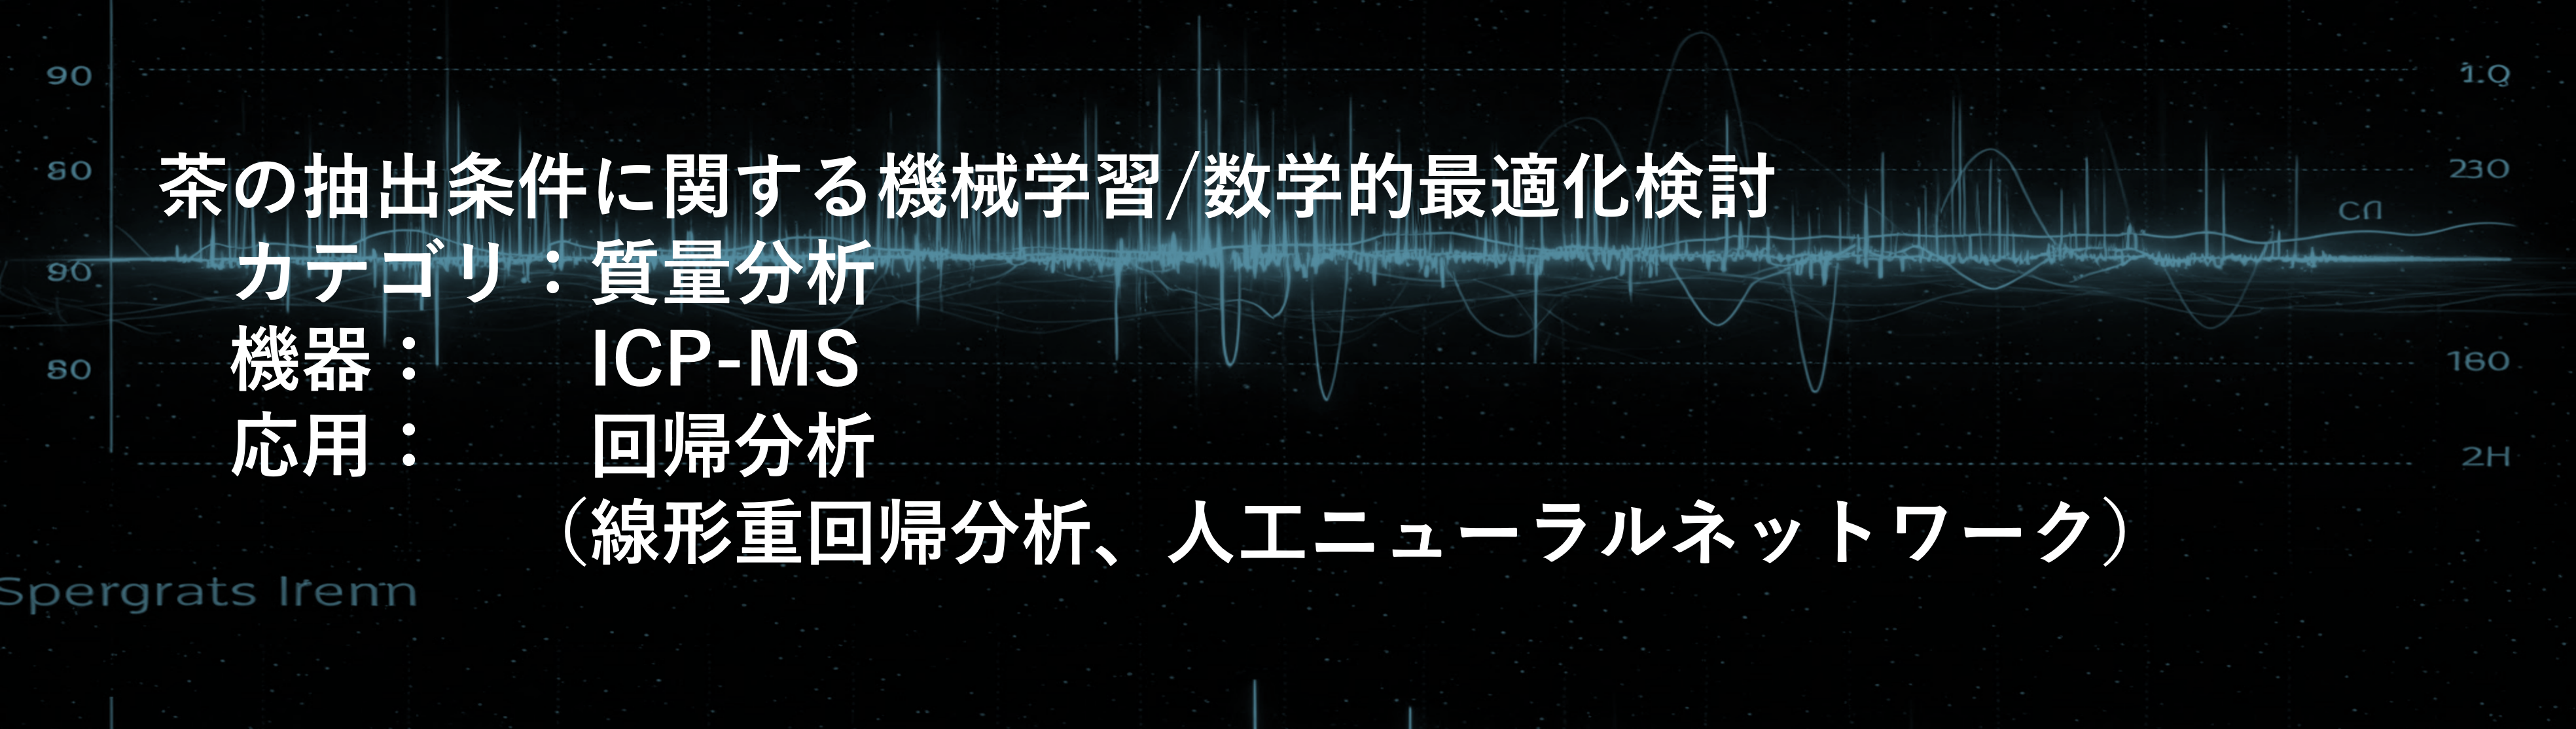 90
1.0
茶の抽出条件に関する機械学習/数学的最適化検討
80
230
カテゴリ：質量分析
90
機器：　　ICP-MS
80
160
応用：　　回帰分析
2H
（線形重回帰分析、人工ニューラルネットワーク）
Spergrats Irenn